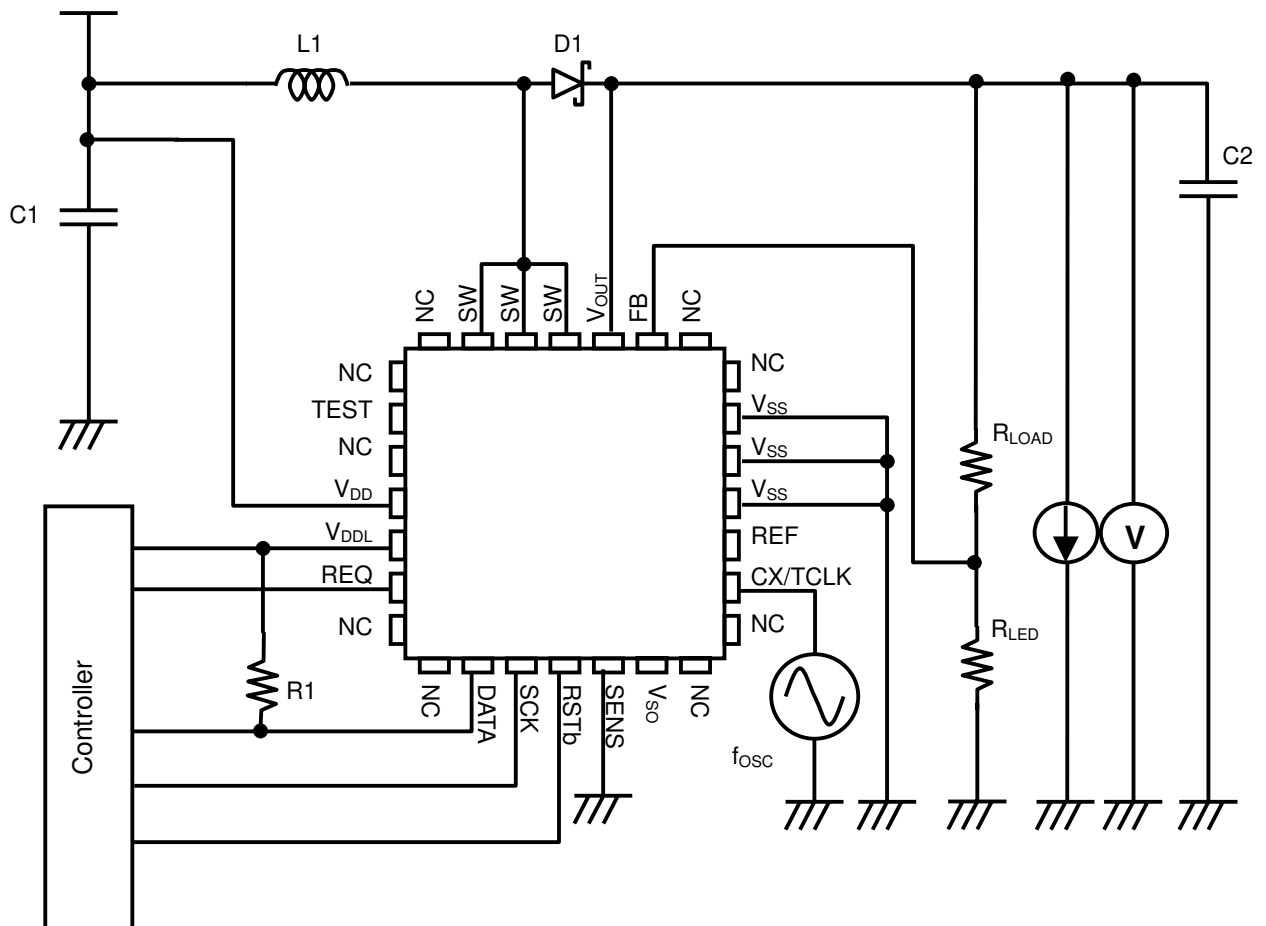 L1
D1
C2
C1
NC
SW
SW
SW
VOUT
FB
NC
NC
TEST
NC
VDD
VDDL
REQ
NC
NC
VSS
VSS
VSS
REF
CX/TCLK
NC
NC
DATA
SCK
RSTb
SENS
VSO
NC
RLOAD
V
RLED
R1
fOSC
Controller